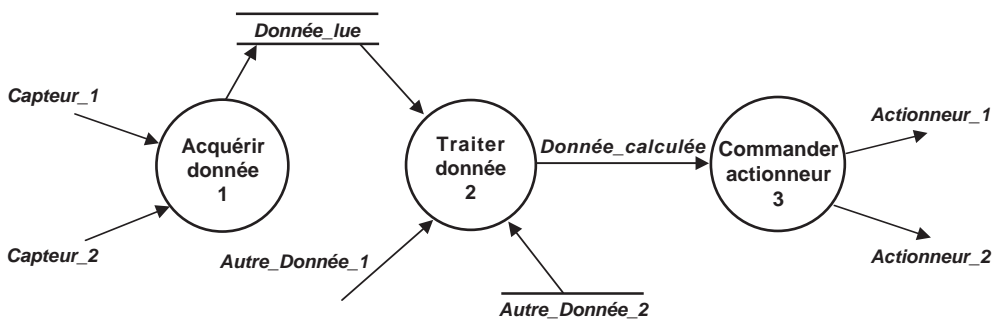 Donnée_lue
Capteur_1
Acquérir
donnée
1
Capteur_2
Traiter
donnée
2
Autre_Donnée_1
Autre_Donnée_2
Donnée_calculée
Commander
actionneur
3
Actionneur_1
Actionneur_2